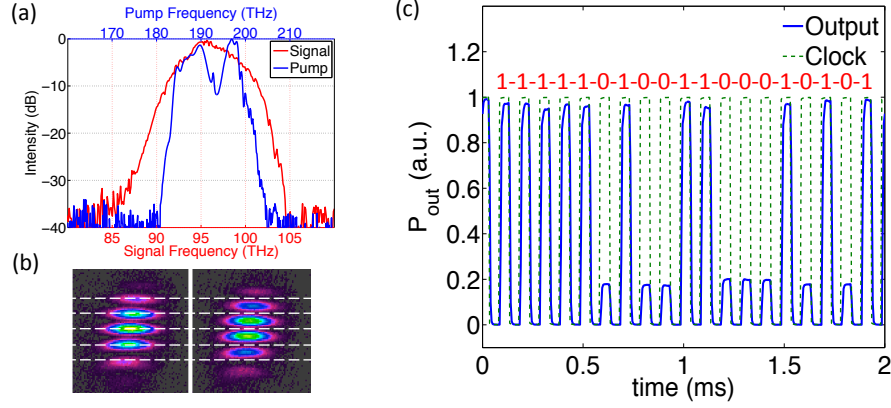 (a)
Pump Frequency (THz)
170 180 190 200 210
Signal
Pump
Intensity (dB)
0
−10
−20
−30
−40
85 90 95 100 105
Signal Frequency (THz)
(b)
(c)
Output
Clock
1-1-1-1-1-0-1-0-0-1-1-0-0-0-1-0-1-0-1
P_out (a.u.)
1.2
1
0.8
0.6
0.4
0.2
0
0 0.5 1 1.5 2
time (ms)